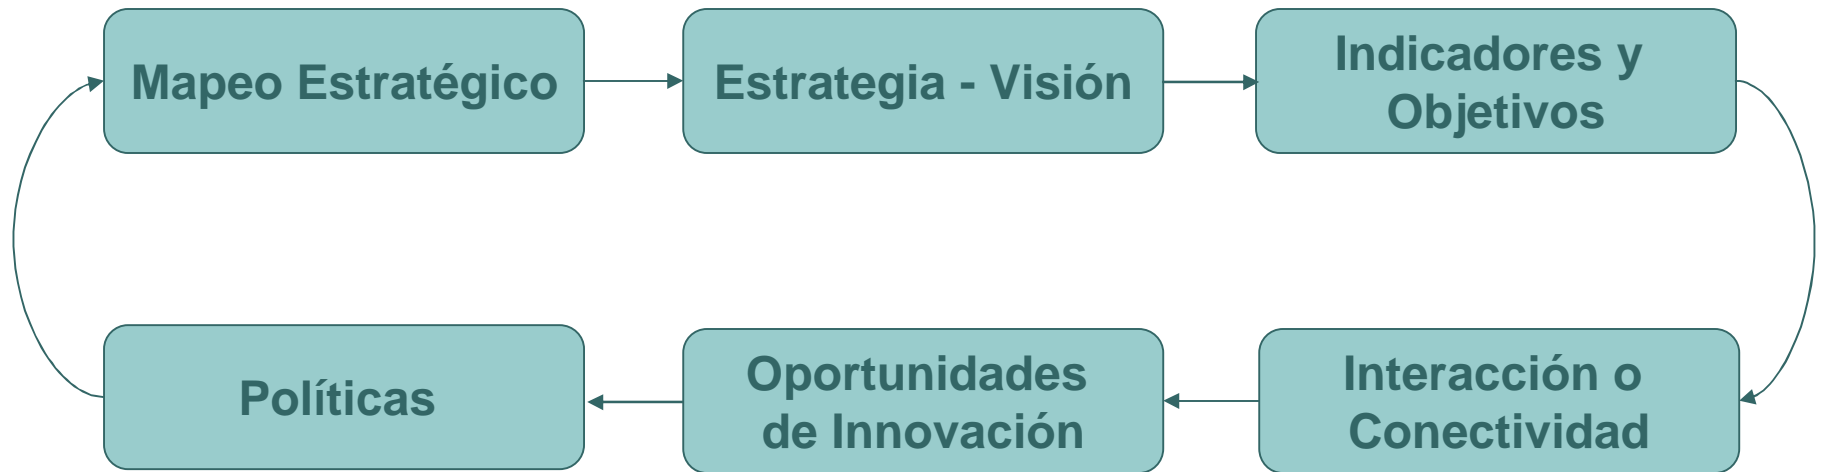 Mapeo Estratégico
Estrategia - Visión
Indicadores y
Objetivos
Políticas
Oportunidades
de Innovación
Interacción o
Conectividad